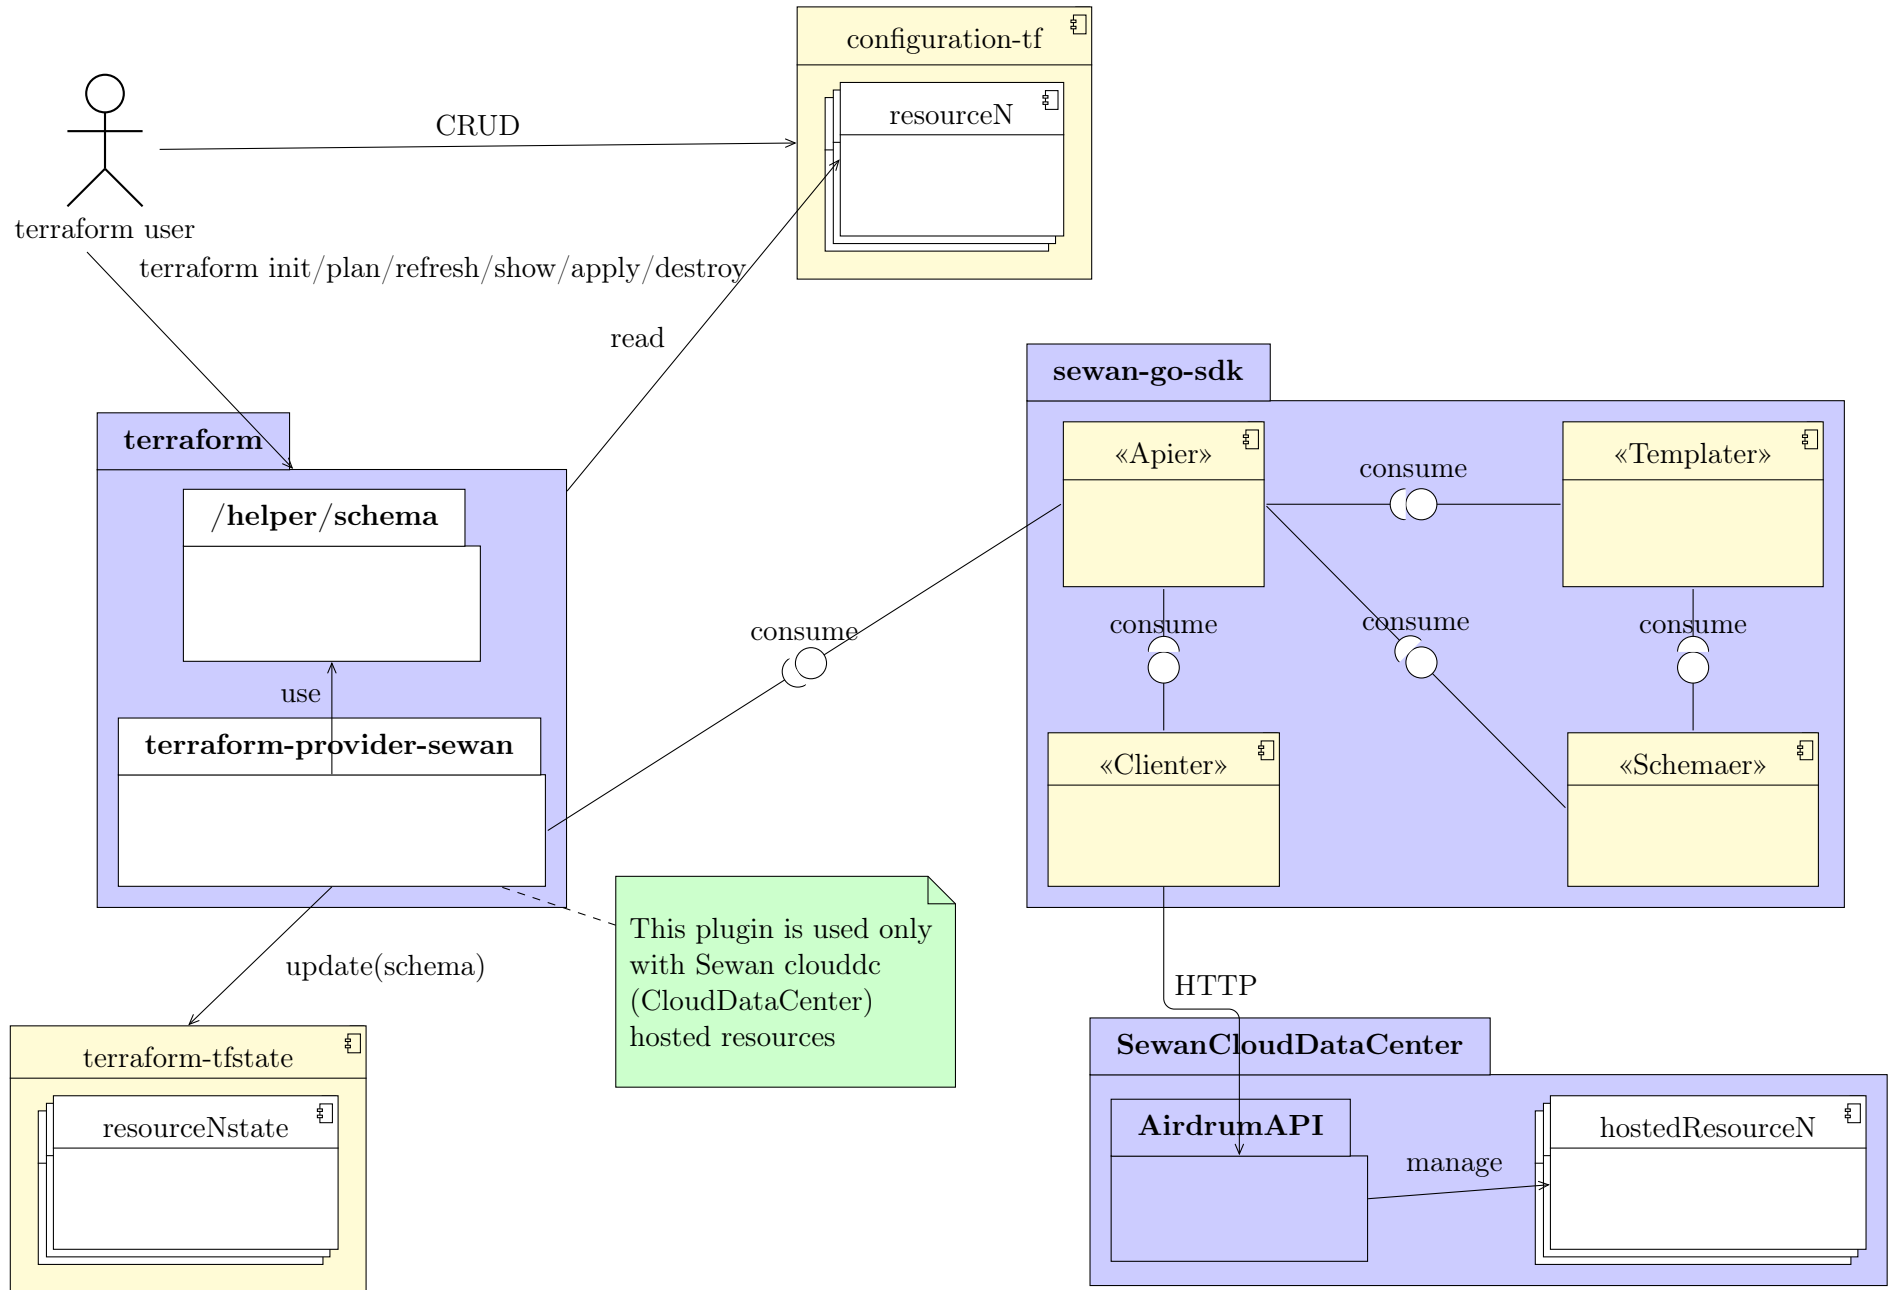 configuration-tf
resourceN
CRUD
terraform user
terraform init/plan/refresh/show/apply/destroy
read
sewan-go-sdk
terraform
«Apier»
«Templater»
consume
/helper/schema
consume
consume
consume
consume
use
terraform-provider-sewan
«Clienter»
«Schemaer»
This plugin is used only
with Sewan clouddc
(CloudDataCenter)
hosted resources
update(schema)
HTTP
terraform-tfstate
SewanCloudDataCenter
resourceNstate
AirdrumAPI
hostedResourceN
manage